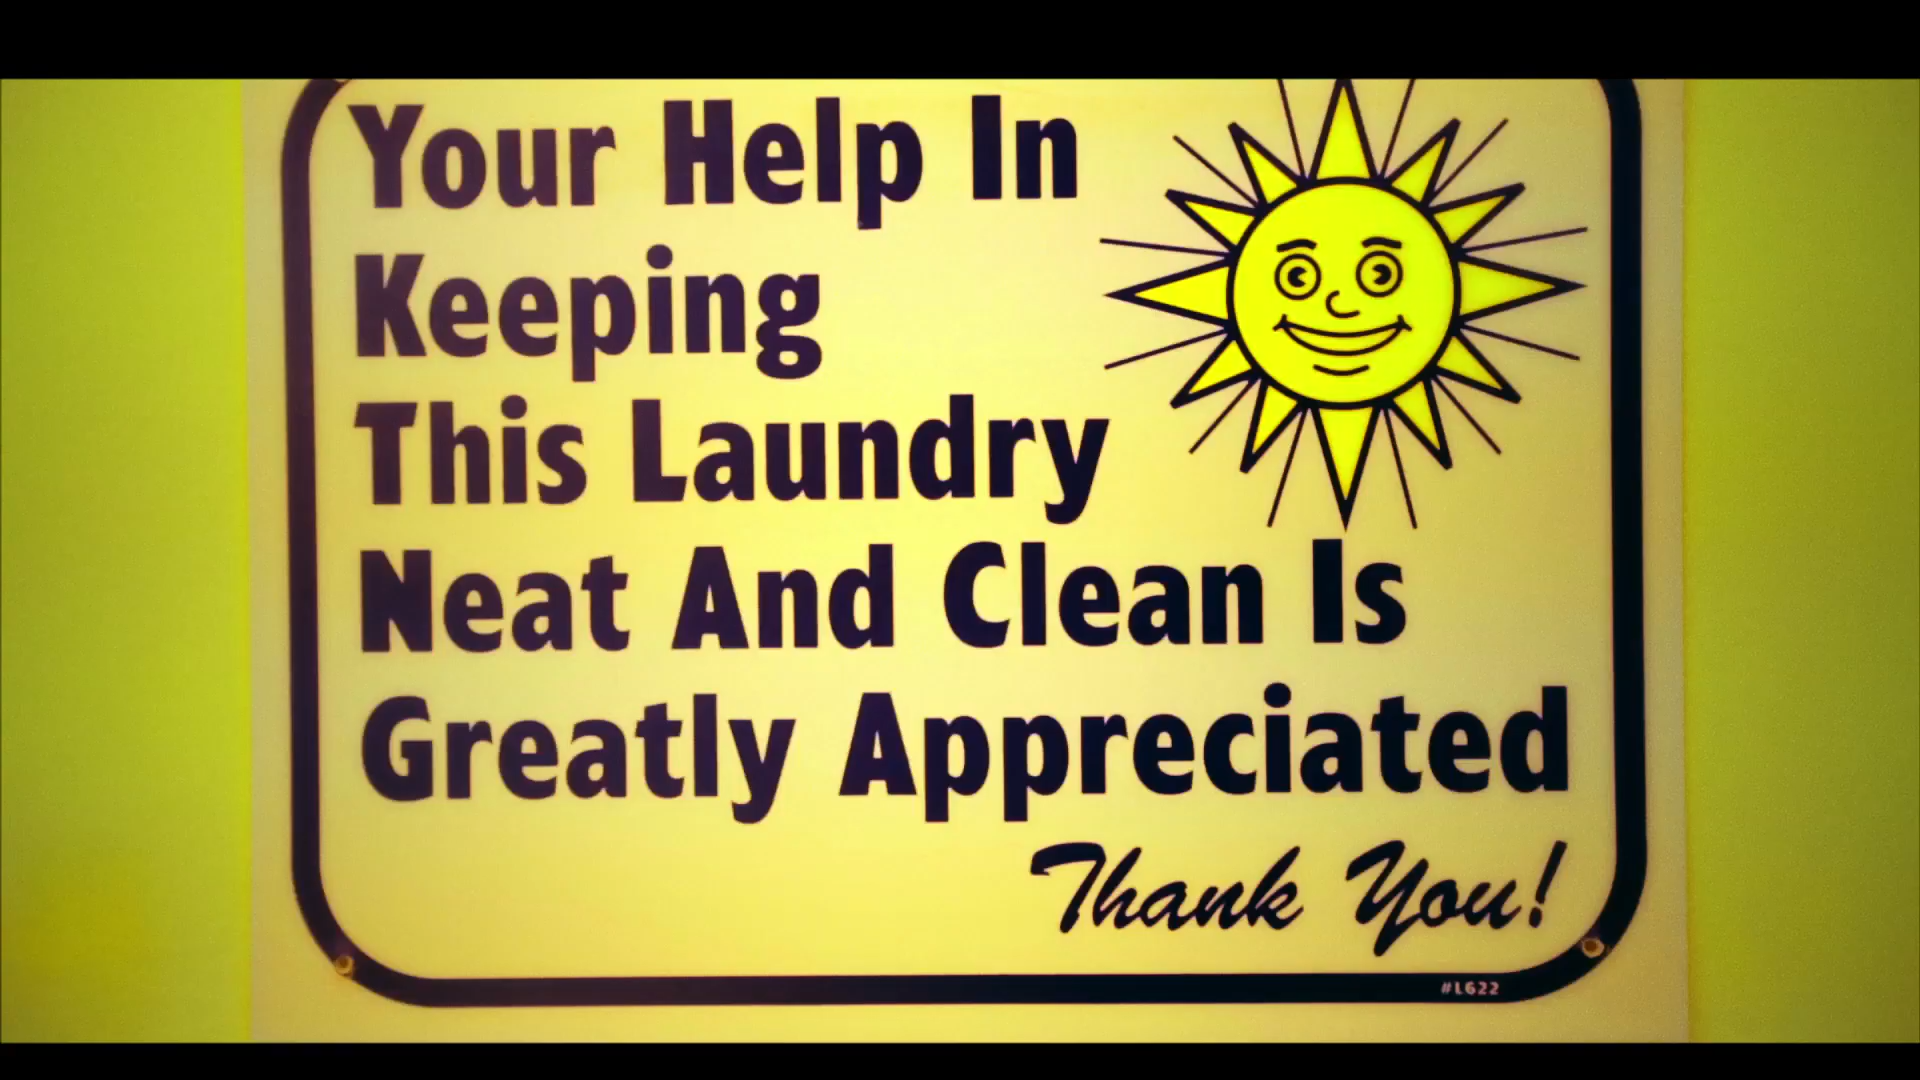 Your Help In
Keeping
This Laundry
Neat And Clean Is
Greatly Appreciated
Thank You!
#L622